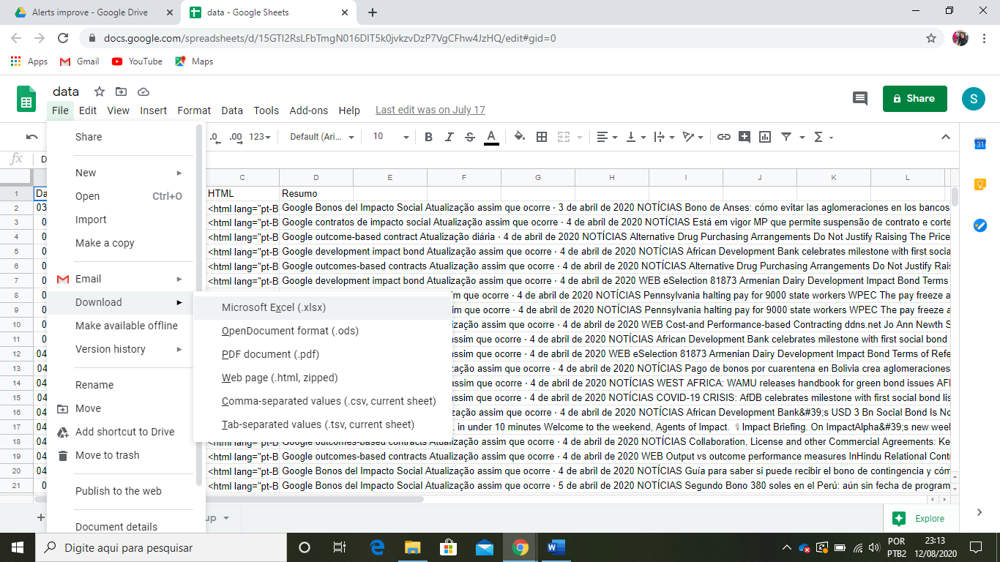 Alerts improve - Google Drive
data - Google Sheets
docs.google.com/spreadsheets/d/15GTI2RsLFbTmgN016DIT5k0jvkzvDzP7VgCFhw4JzHQ/edit#gid=0
Apps Gmail YouTube Maps
data
File Edit View Insert Format Data Tools Add-ons Help Last edit was on July 17
Share
S
.0 .00 123 Default (Ari... 10 B I S A
fx D
C D E F G H I J K L
1 Da HTML Resumo
2 03 <html lang="pt-B Google Bonos del Impacto Social Atualização assim que ocorre · 3 de abril de 2020 NOTÍCIAS Bono de Anses: cómo evitar las aglomeraciones en los bancos
3 0 <html lang="pt-B Google contratos de impacto social Atualização assim que ocorre · 4 de abril de 2020 NOTÍCIAS Está em vigor MP que permite suspensão de contrato e corte
4 0 <html lang="pt-B Google outcome-based contract Atualização diária · 4 de abril de 2020 NOTÍCIAS Alternative Drug Purchasing Arrangements Do Not Justify Raising The Price
5 0 <html lang="pt-B Google development impact bond Atualização assim que ocorre · 4 de abril de 2020 NOTÍCIAS African Development Bank celebrates milestone with first socia
6 0 <html lang="pt-B Google outcomes-based contracts Atualização assim que ocorre · 4 de abril de 2020 NOTÍCIAS Alternative Drug Purchasing Arrangements Do Not Justify Rais
7 0 <html lang="pt-B Google development impact bond Atualização assim que ocorre · 4 de abril de 2020 WEB eSelection 81873 Armenian Dairy Development Impact Bond Terms
8 0 im que ocorre · 4 de abril de 2020 NOTÍCIAS Pennsylvania halting pay for 9000 state workers WPEC The pay freeze a
9 0 im que ocorre · 4 de abril de 2020 NOTÍCIAS Pennsylvania halting pay for 9000 state workers WPEC The pay freeze a
10 0 assim que ocorre · 4 de abril de 2020 WEB Cost-and Performance-based Contracting ddns.net Jo Ann Newth S
11 0 assim que ocorre · 4 de abril de 2020 NOTÍCIAS African Development Bank celebrates milestone with first social bond
12 04 assim que ocorre · 4 de abril de 2020 WEB eSelection 81873 Armenian Dairy Development Impact Bond Terms of Refe
13 04 zação assim que ocorre · 4 de abril de 2020 NOTÍCIAS Pago de bonos por cuarentena en Bolivia crea aglomeraciones
14 04 assim que ocorre · 4 de abril de 2020 NOTÍCIAS WEST AFRICA: WAMU releases handbook for green bond issues AFI
15 04 assim que ocorre · 4 de abril de 2020 NOTÍCIAS COVID-19 CRISIS: AfDB celebrates milestone with first social bond lis
16 04 zação assim que ocorre · 4 de abril de 2020 NOTÍCIAS African Development Bank&#39;s USD 3 Bn Social Bond Is No
17 04 . in under 10 minutes Welcome to the weekend, Agents of Impact. Impact Briefing. On ImpactAlpha&#39;s new weel
18 04 <html lang="pt-B Google outcomes-based contracts Atualização assim que ocorre · 4 de abril de 2020 NOTÍCIAS Collaboration, License and other Commercial Agreements: Ke
19 04 <html lang="pt-B Google outcomes-based contracts Atualização assim que ocorre · 4 de abril de 2020 WEB Output vs outcome performance measures InHindu Relational Contr
20 04 <html lang="pt-B Google Bonos del Impacto Social Atualização assim que ocorre · 4 de abril de 2020 NOTÍCIAS Guía para saber si puede recibir el bono de contingencia y cóm
21 0 <html lang="pt-B Google Bonos del Impacto Social Atualização assim que ocorre · 5 de abril de 2020 NOTÍCIAS Segundo Bono 380 soles en el Perú: aún sin fecha de program
Share
New
Open Ctrl+O
Import
Make a copy
Email
Download
Make available offline
Version history
Rename
Move
Add shortcut to Drive
Move to trash
Publish to the web
Document details
Microsoft Excel (.xlsx)
OpenDocument format (.ods)
PDF document (.pdf)
Web page (.html, zipped)
Comma-separated values (.csv, current sheet)
Tab-separated values (.tsv, current sheet)
up
Explore
31
Digite aqui para pesquisar
POR
PTB2
23:13
12/08/2020